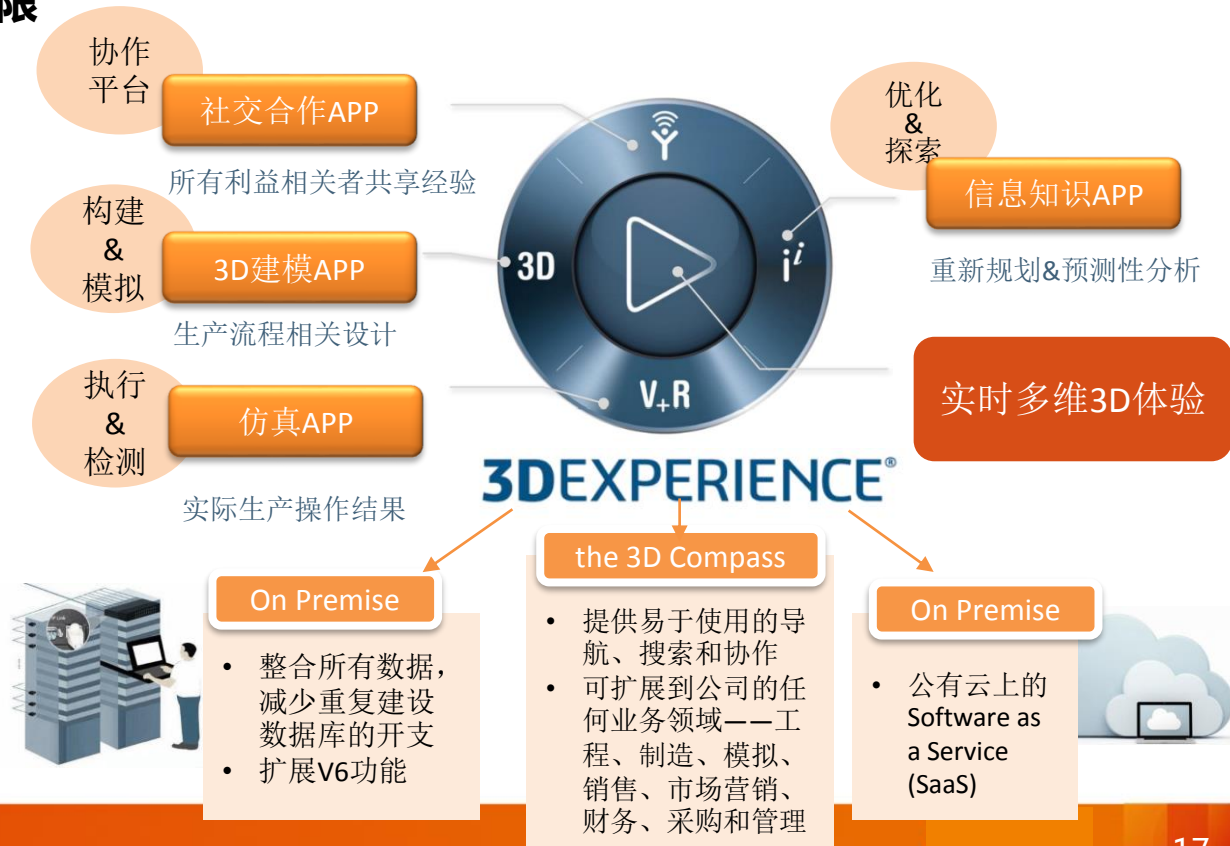 限
协作
平台
社交合作APP
所有利益相关者共享经验
构建
&
模拟
3D建模APP
生产流程相关设计
执行
&
检测
仿真APP
实际生产操作结果
3D
i i
V+R
优化
&
探索
信息知识APP
重新规划&预测性分析
实时多维3D体验
3DEXPERIENCE®
On Premise
• 整合所有数据，
减少重复建设
数据库的开支
• 扩展V6功能
the 3D Compass
• 提供易于使用的导
航、搜索和协作
• 可扩展到公司的任
何业务领域——工
程、制造、模拟、
销售、市场营销、
财务、采购和管理
On Premise
• 公有云上的
Software as
a Service
(SaaS)
17